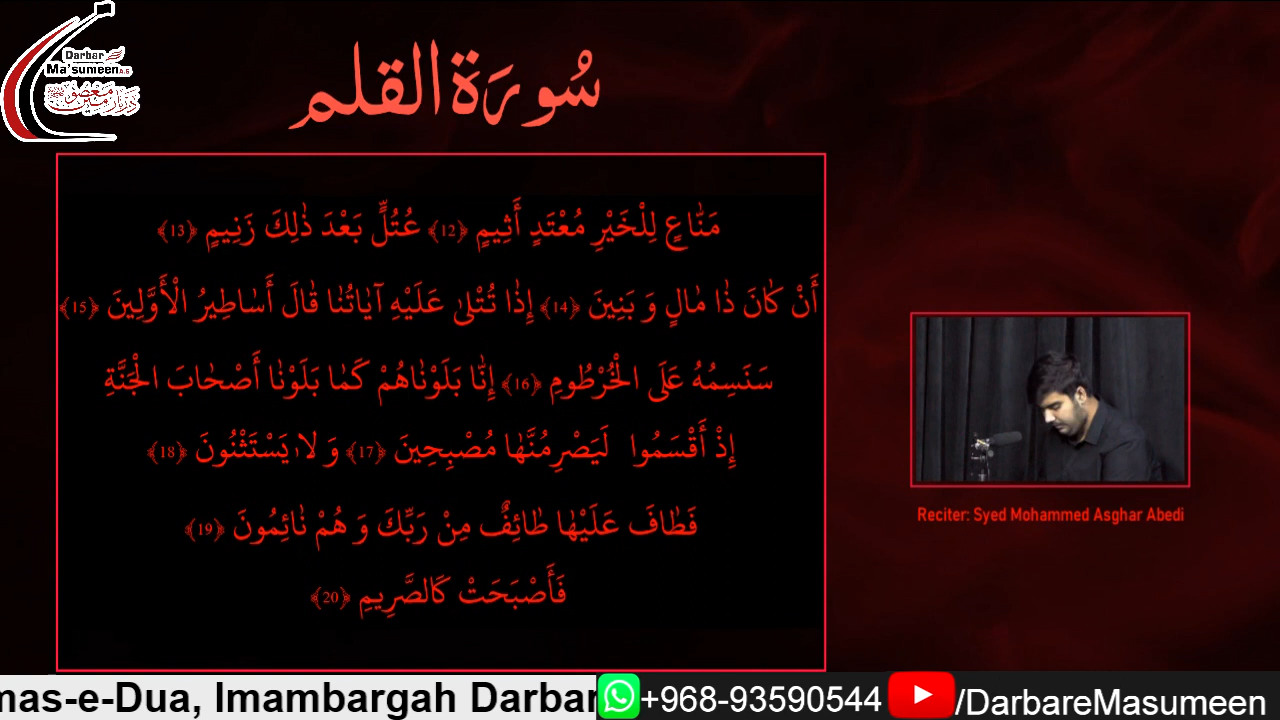 Darbar
Ma'sumeen A.S
سُورَة القلم
مَنّٰاعٍ لِلْخَيْرِ مُعْتَدٍ أَثِيمٍ ﴿12﴾ عُتُلٍّ بَعْدَ ذٰلِكَ زَنِيمٍ ﴿13﴾
أَنْ كٰانَ ذٰا مٰالٍ وَ بَنِينَ ﴿14﴾ إِذٰا تُتْلىٰ عَلَيْهِ آيٰاتُنٰا قٰالَ أَسٰاطِيرُ الْأَوَّلِينَ ﴿15﴾
سَنَسِمُهُ عَلَى الْخُرْطُومِ ﴿16﴾ إِنّٰا بَلَوْنٰاهُمْ كَمٰا بَلَوْنٰا أَصْحٰابَ الْجَنَّةِ
إِذْ أَقْسَمُوا لَيَصْرِمُنَّهٰا مُصْبِحِينَ ﴿17﴾ وَ لاٰ يَسْتَثْنُونَ ﴿18﴾
فَطٰافَ عَلَيْهٰا طٰائِفٌ مِنْ رَبِّكَ وَ هُمْ نٰائِمُونَ ﴿19﴾
فَأَصْبَحَتْ كَالصَّرِيمِ ﴿20﴾
Reciter: Syed Mohammed Asghar Abedi
mas-e-Dua, Imambargah Darbar
+968-93590544
/DarbareMasumeen